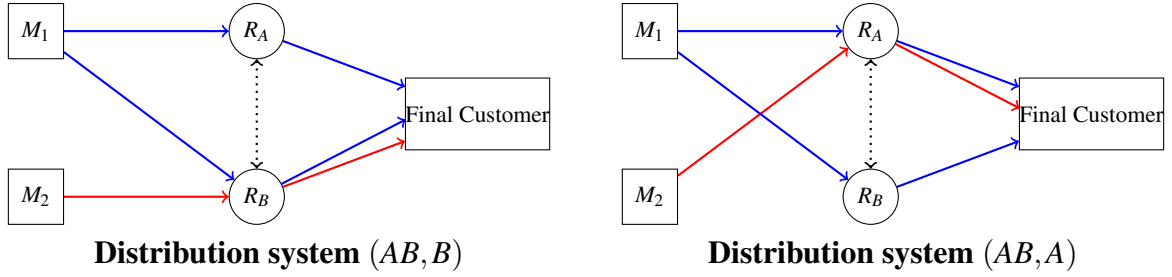 M1 RA M1 RA
Final Customer Final Customer
M2 RB M2 RB
Distribution system (AB, B) Distribution system (AB, A)